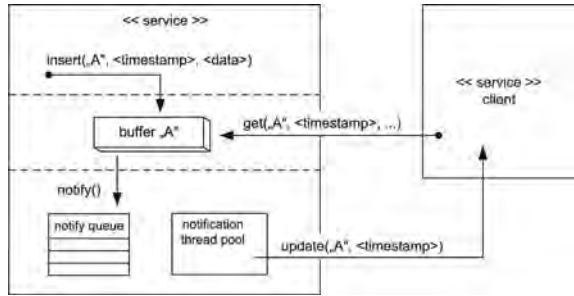 << service >>
insert(„A“, <timestamp>, <data>)
<< service >>
client
buffer „A“
get(„A“, <timestamp>, ...)
notify()
notify queue
notification
thread pool
update(„A“, <timestamp>)